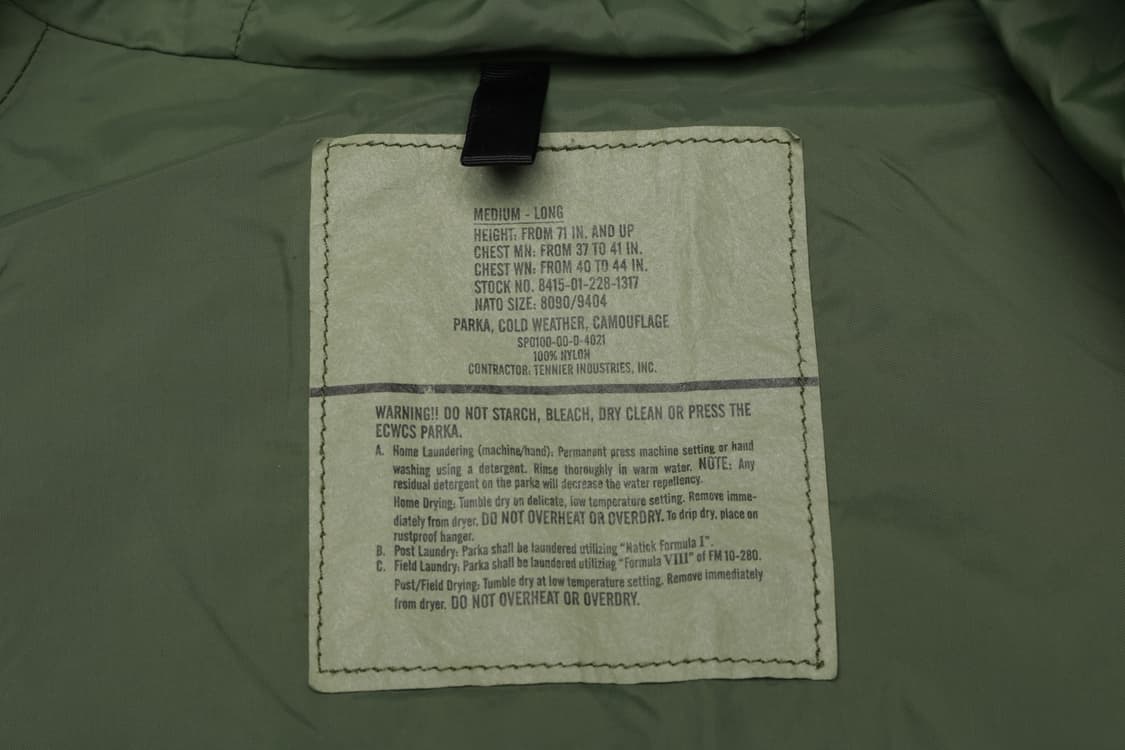 MEDIUM - LONG
HEIGHT: FROM 71 IN. AND UP
CHEST MN: FROM 37 TO 41 IN.
CHEST WN: FROM 40 TO 44 IN.
STOCK NO. 8415-01-228-1317
NATO SIZE: 8090/9404
PARKA, COLD WEATHER, CAMOUFLAGE
SPO100-00-D-4021
100% NYLON
CONTRACTOR: TENNIER INDUSTRIES, INC.
WARNING!! DO NOT STARCH, BLEACH, DRY CLEAN OR PRESS THE
ECWCS PARKA.
A. Home Laundering (machine/hand): Permanent press machine setting or hand
washing using a detergent. Rinse thoroughly in warm water. NOTE: Any
residual detergent on the parka will decrease the water repellency.
Home Drying: Tumble dry on delicate, low temperature setting. Remove imme-
diately from dryer. DO NOT OVERHEAT OR OVERDRY. To drip dry, place on
rustproof hanger.
B. Post Laundry: Parka shall be laundered utilizing "Natick Formula I".
C. Field Laundry: Parka shall be laundered utilizing "Formula VIII" of FM 10-280.
Post/Field Drying: Tumble dry at low temperature setting. Remove immediately
from dryer. DO NOT OVERHEAT OR OVERDRY.